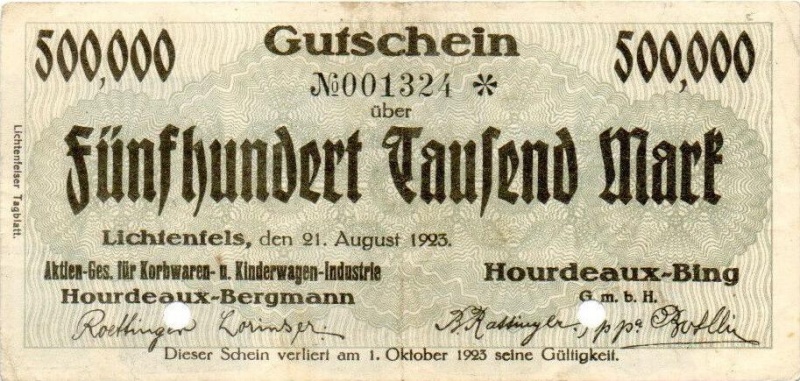 500,000 Gutschein 500,000
№001324 *
über
Fünfhundert Tausend Mark
Lichtenfels, den 21. August 1923.
Aktien-Ges. für Korbwaren- u. Kinderwagen-Industrie
Hourdeaux-Bergmann
Hourdeaux-Bing
G.m.b.H.
Dieser Schein verliert am 1. Oktober 1923 seine Gültigkeit.
Lichtenfelser Tagblatt.